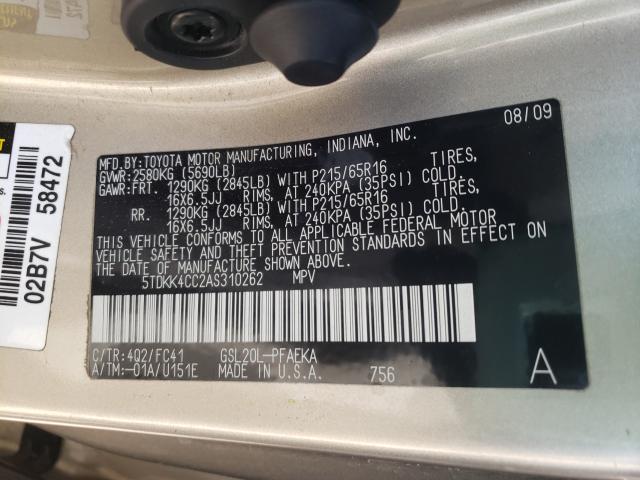 08/09
MFD.BY:TOYOTA MOTOR MANUFACTURING, INDIANA, INC.
GVWR:2580KG (5690LB)
GAWR:FRT. 1290KG (2845LB) WITH P215/65R16 TIRES,
16X6.5JJ RIMS, AT 240KPA (35PSI) COLD.
RR. 1290KG (2845LB) WITH P215/65R16 TIRES,
16X6.5JJ RIMS, AT 240KPA (35PSI) COLD.
THIS VEHICLE CONFORMS TO ALL APPLICABLE FEDERAL MOTOR
VEHICLE SAFETY AND THEFT PREVENTION STANDARDS IN EFFECT ON
THE DATE OF MANUFACTURE SHOWN ABOVE.
5TDKK4CC2AS310262 MPV
C/TR:4Q2/FC41 GSL20L-PFAEKA
A/TM:-01A/U151E MADE IN U.S.A. 756
A
02B7V 58472